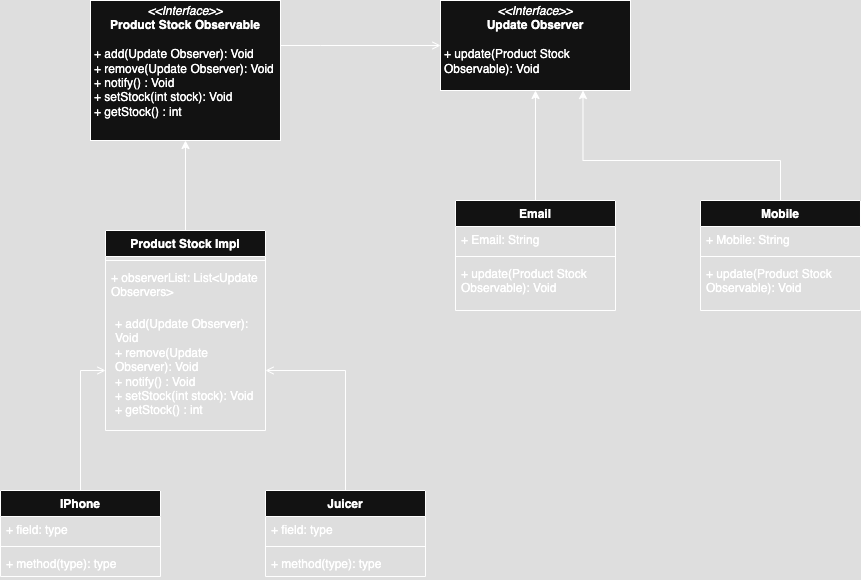 <<Interface>>
Product Stock Observable
+ add(Update Observer): Void
+ remove(Update Observer): Void
+ notify() : Void
+ setStock(int stock): Void
+ getStock() : int
<<Interface>>
Update Observer
+ update(Product Stock
Observable): Void
Product Stock Impl
+ observerList: List<Update
Observers>
+ add(Update Observer):
Void
+ remove(Update
Observer): Void
+ notify() : Void
+ setStock(int stock): Void
+ getStock() : int
Email
+ Email: String
+ update(Product Stock
Observable): Void
Mobile
+ Mobile: String
+ update(Product Stock
Observable): Void
IPhone
+ field: type
+ method(type): type
Juicer
+ field: type
+ method(type): type